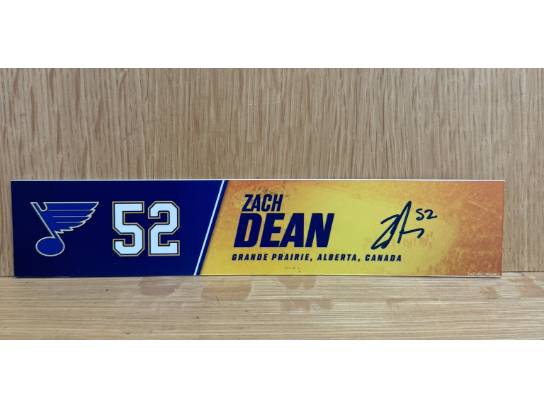 52
ZACH
DEAN
GRANDE PRAIRIE, ALBERTA, CANADA
52